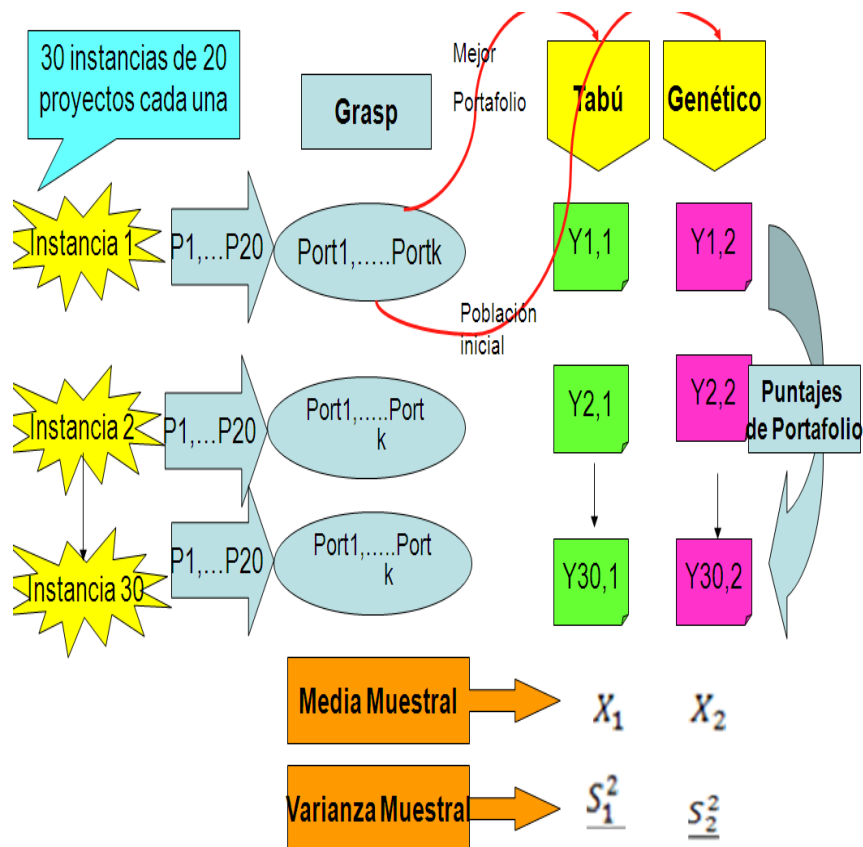 30 instancias de 20
proyectos cada una
Grasp
Mejor
Portafolio
Tabú
Genético
Instancia 1
P1,...P20
Port1,.....Portk
Y1,1
Y1,2
Población
inicial
Instancia 2
P1,...P20
Port1,.....Port
k
Y2,1
Y2,2
Puntajes
de Portafolio
Instancia 30
P1,...P20
Port1,.....Port
k
Y30,1
Y30,2
Media Muestral
X₁
X₂
Varianza Muestral
S₁²
S₂²